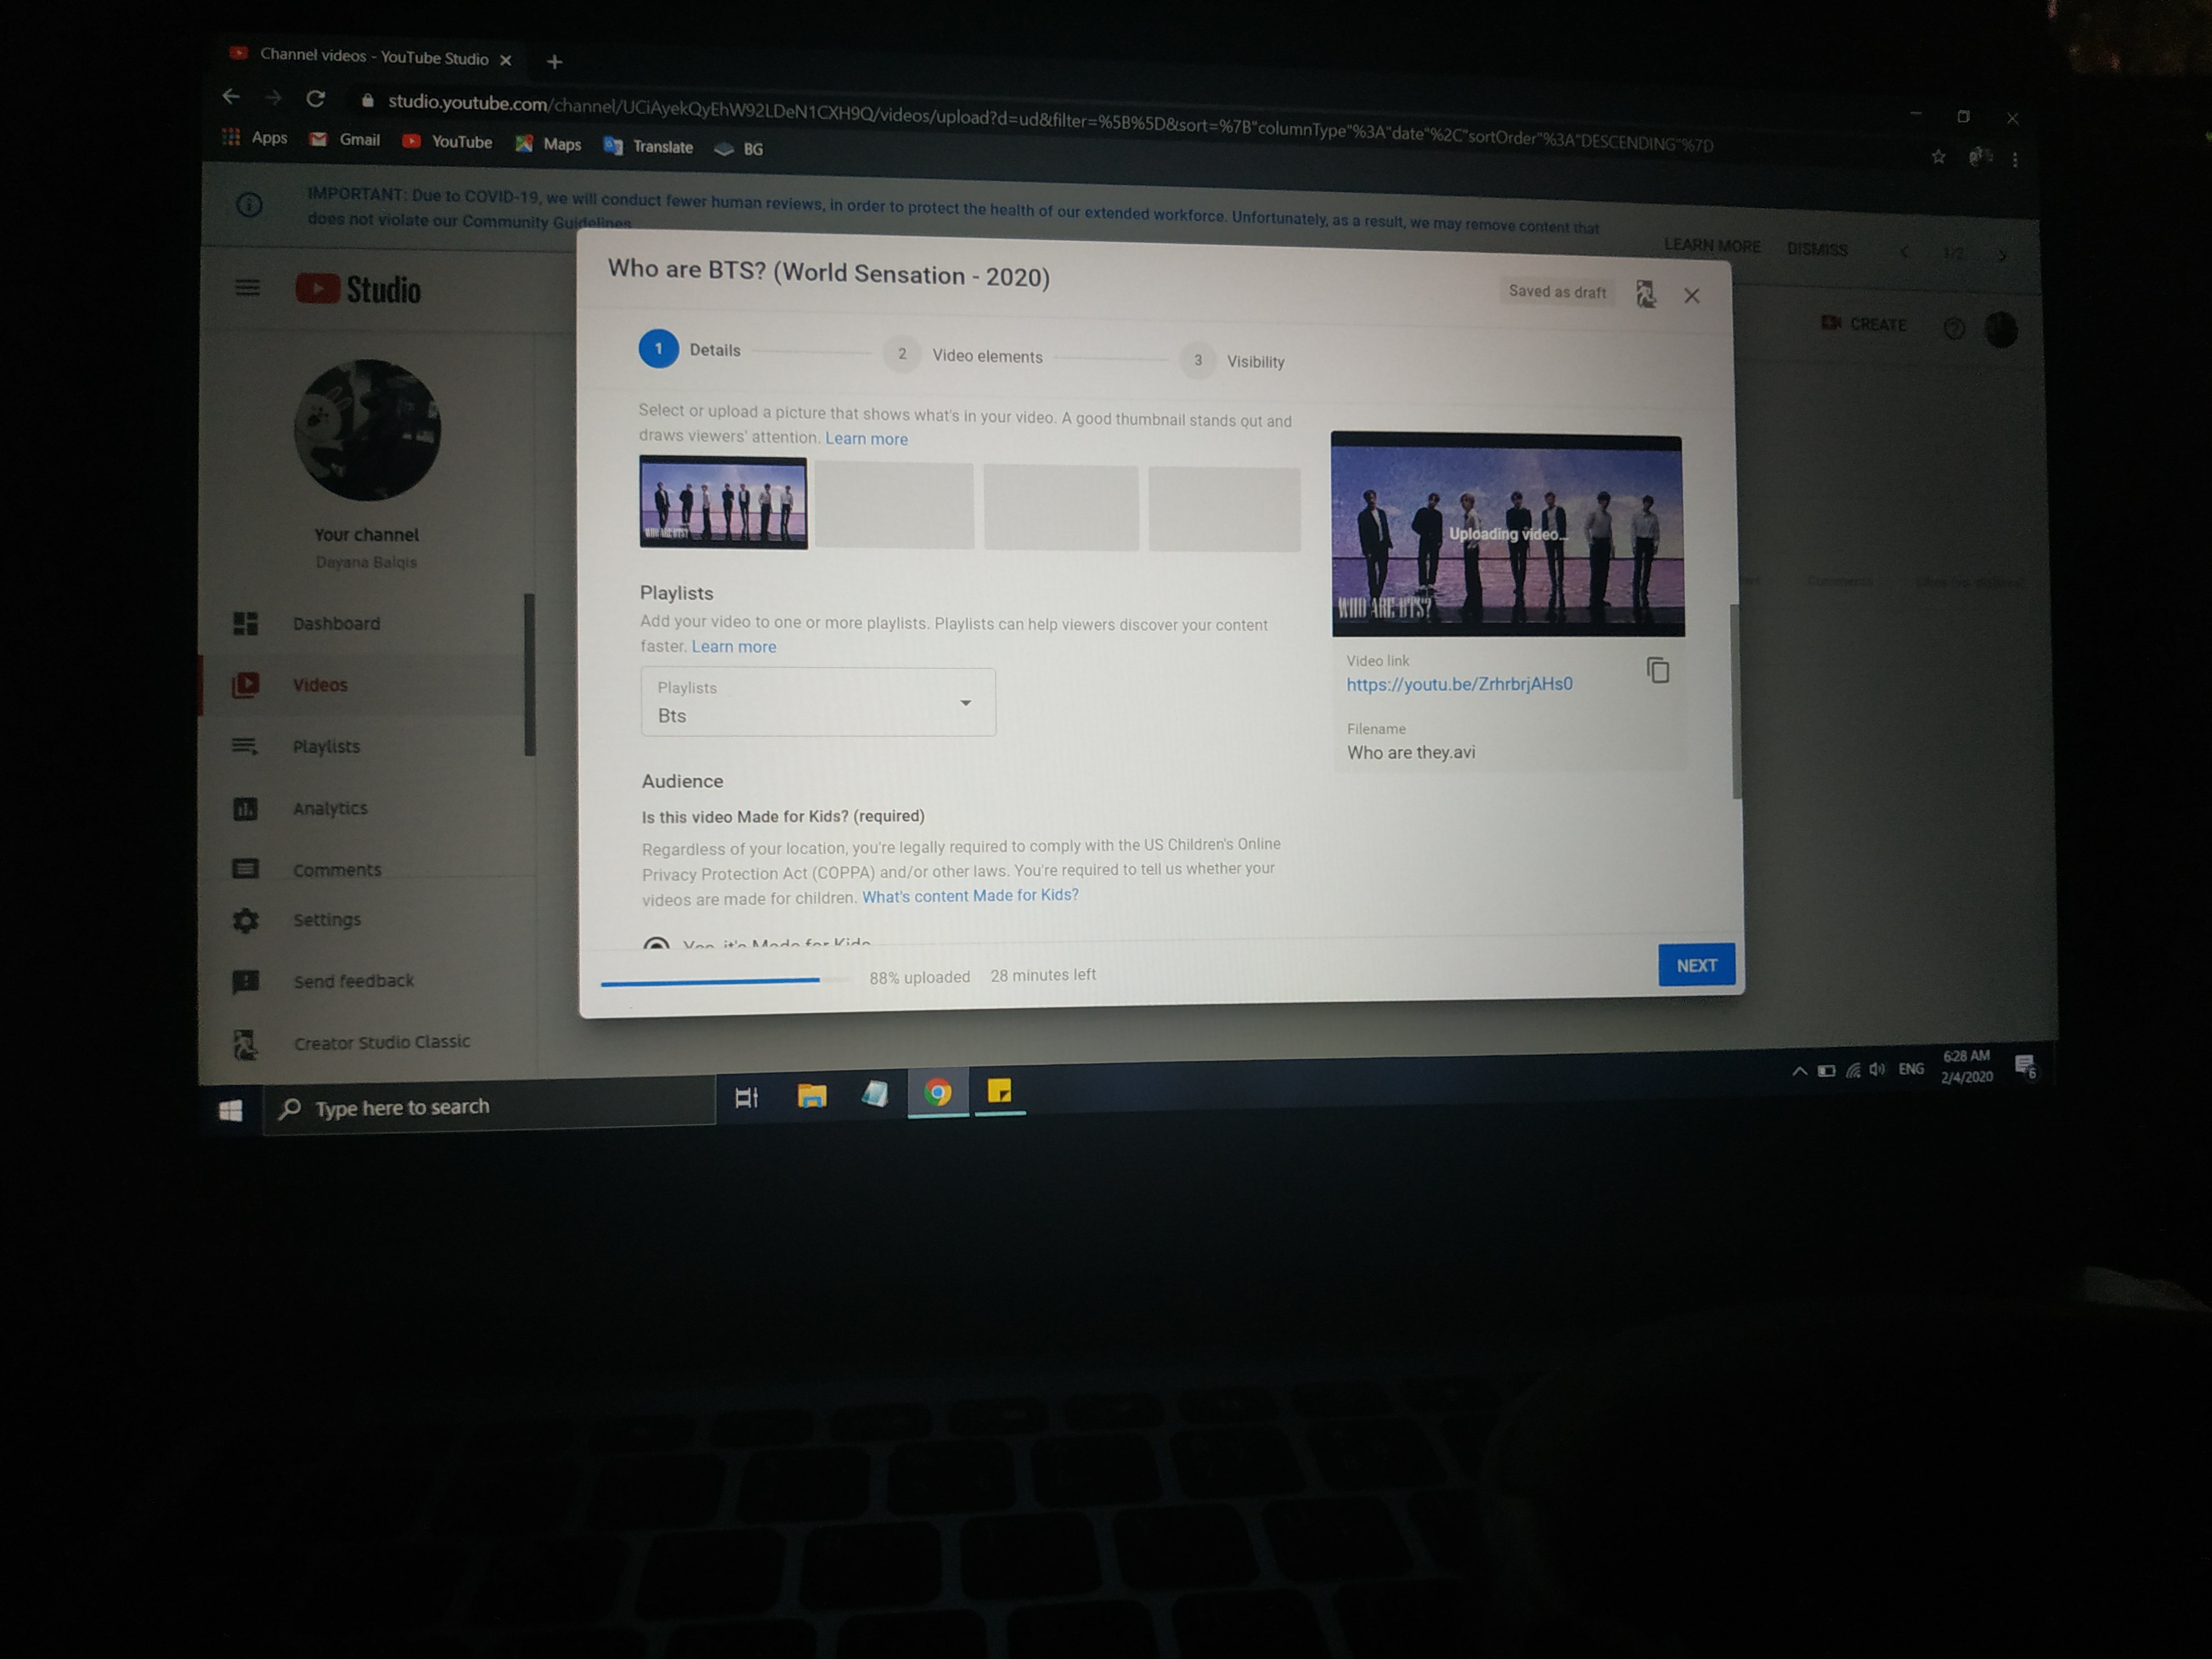 Channel videos - YouTube Studio
studio.youtube.com/channel/UCiAyekQyEhW92LDeN1CXH9Q/videos/upload?d=ud&filter=%5B%5D&sort=%7B"columnType"%3A"date"%2C"sortOrder"%3A"DESCENDING"%7D
Apps Gmail YouTube Maps Translate BG
IMPORTANT: Due to COVID-19, we will conduct fewer human reviews, in order to protect the health of our extended workforce. Unfortunately, as a result, we may remove content that
does not violate our Community Guidelines
LEARN MORE DISMISS 1/2
Studio
CREATE
Your channel
Dayana Balqis
Dashboard
Videos
Playlists
Analytics
Comments
Settings
Send feedback
Creator Studio Classic
Who are BTS? (World Sensation - 2020)
Saved as draft
1 Details 2 Video elements 3 Visibility
Select or upload a picture that shows what's in your video. A good thumbnail stands out and
draws viewers' attention. Learn more
WHO ARE BTS?
Playlists
Add your video to one or more playlists. Playlists can help viewers discover your content
faster. Learn more
Playlists
Bts
Audience
Is this video Made for Kids? (required)
Regardless of your location, you're legally required to comply with the US Children's Online
Privacy Protection Act (COPPA) and/or other laws. You're required to tell us whether your
videos are made for children. What's content Made for Kids?
Yes, it's Made for Kids
88% uploaded 28 minutes left
Uploading video...
WHO ARE BTS?
Video link
https://youtu.be/ZrhrbrjAHs0
Filename
Who are they.avi
NEXT
Comments
Type here to search
ENG
6:28 AM
2/4/2020
6